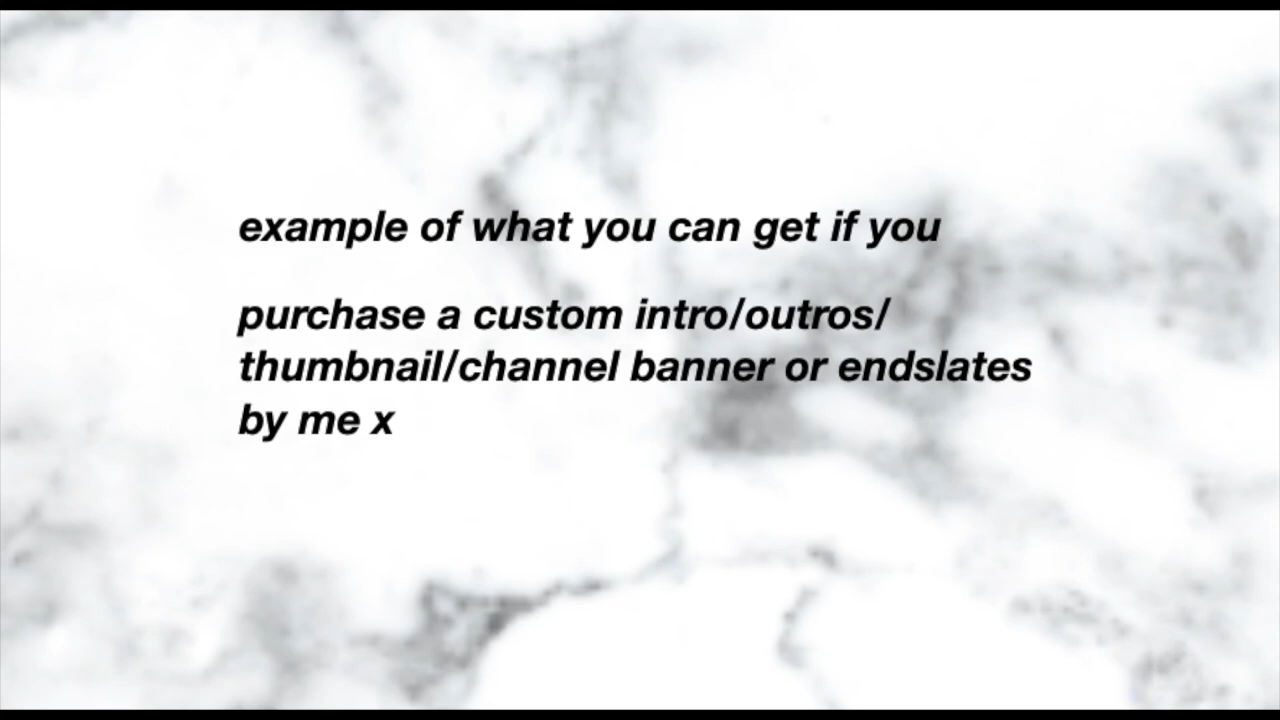 example of what you can get if you
purchase a custom intro/outros/
thumbnail/channel banner or endslates
by me x